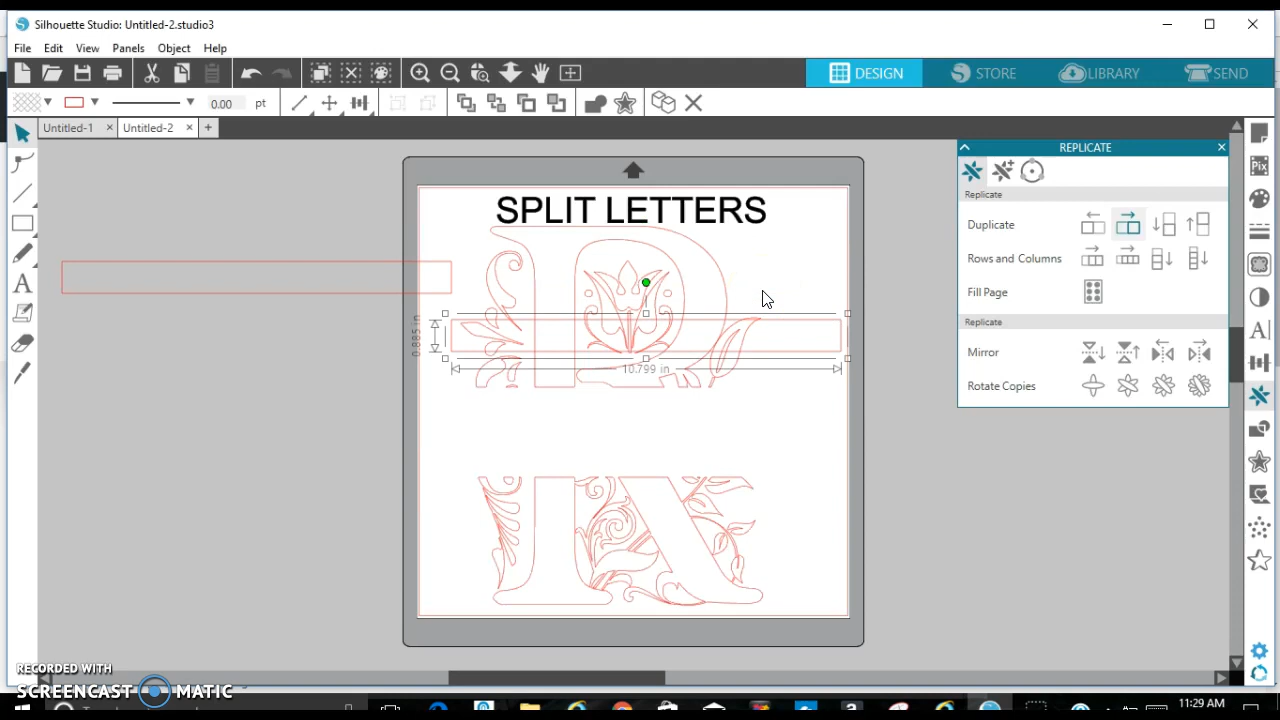 Silhouette Studio: Untitled-2.studio3
File Edit View Panels Object Help
DESIGN STORE LIBRARY SEND
0.00 pt
Untitled-1 × Untitled-2 × +
REPLICATE
Replicate
Duplicate
Rows and Columns
Fill Page
Replicate
Mirror
Rotate Copies
SPLIT LETTERS
0.885 in
10.799 in
RECORDED WITH
SCREENCAST MATIC
11:29 AM